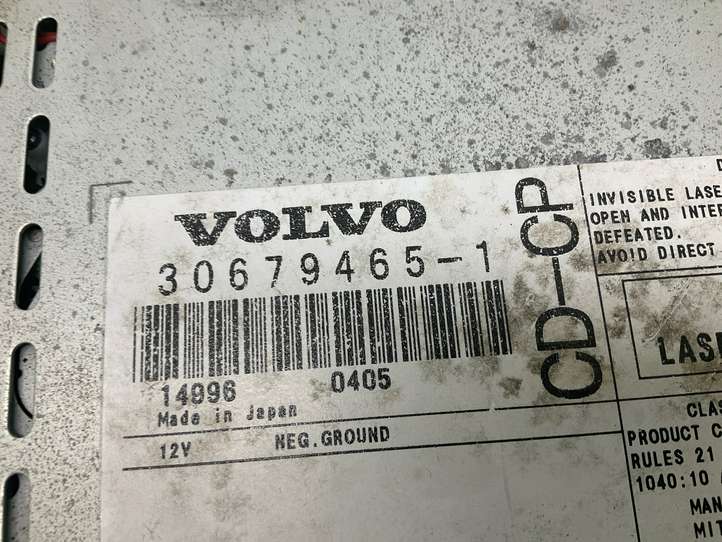 VOLVO
30679465-1
14996 0405
Made in Japan
12V NEG.GROUND
CD-CP
INVISIBLE LASE
OPEN AND INTER
DEFEATED.
AVOID DIRECT
LASE
CLAS
PRODUCT C
RULES 21
1040:10
MAN
MIT